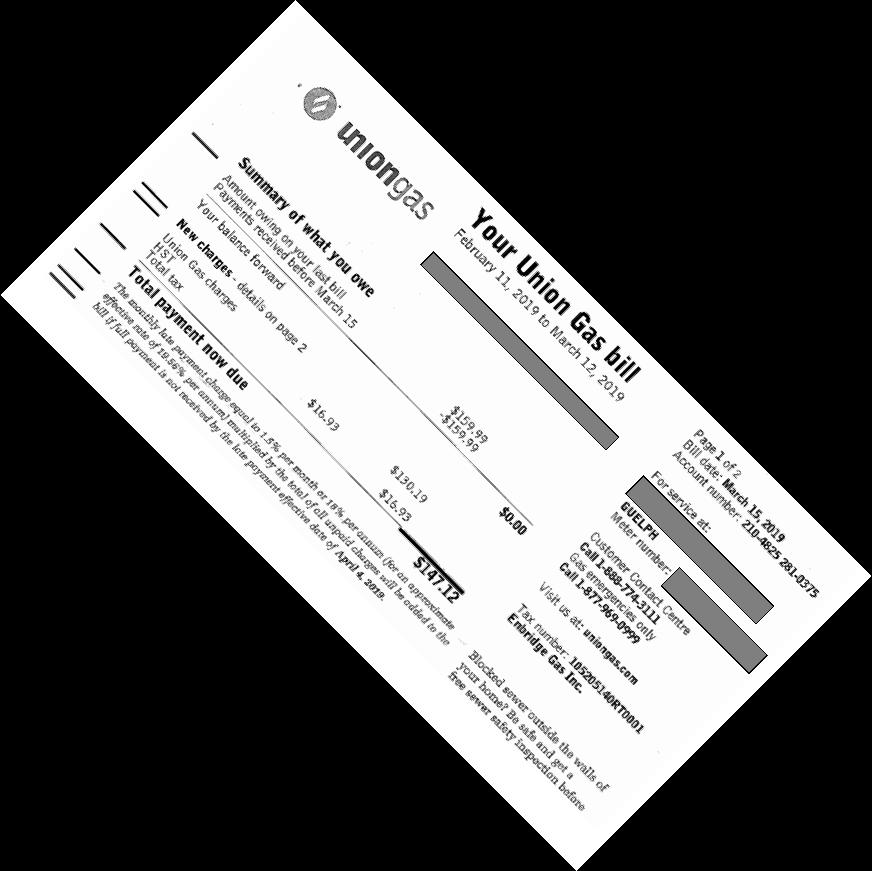 uniongas
Your Union Gas bill
February 11, 2019 to March 12, 2019
Page 1 of 2
Bill date: March 15, 2019
Account number: 210-4825 281-0375
For service at:
GUELPH
Meter number:
Customer Contact Centre
Call 1-888-774-3111
Gas emergencies only
Call 1-877-969-0999
Visit us at: uniongas.com
Tax number: 105205140RT0001
Enbridge Gas Inc.
Summary of what you owe
Amount owing on your last bill $159.99
Payments received before March 15 -$159.99
Your balance forward $0.00
New charges - details on page 2
Union Gas charges $130.19
HST $16.93
Total tax $16.93
Total payment now due $147.12
The monthly late payment charge equal to 1.5% per month or 18% per annum (for an approximate
effective rate of 19.56% per annum) multiplied by the total of all unpaid charges will be added to the
bill if full payment is not received by the late payment effective date of April 4, 2019.
Blocked sewer outside the walls of
your home? Be safe and get a
free sewer safety inspection before